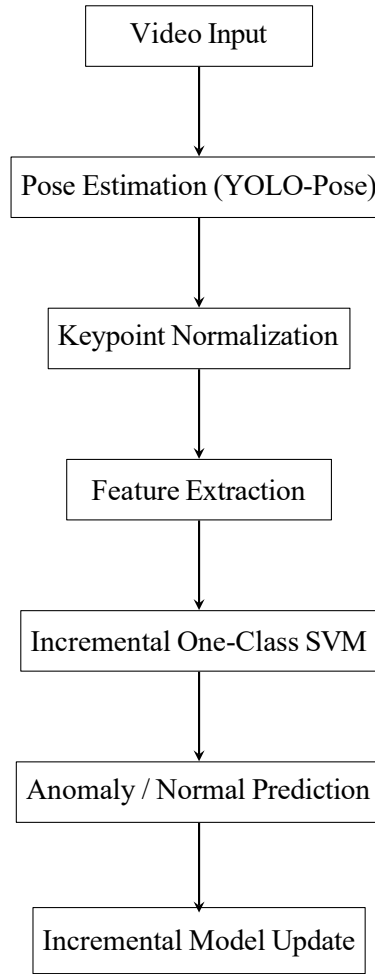 Video Input
Pose Estimation (YOLO-Pose)
Keypoint Normalization
Feature Extraction
Incremental One-Class SVM
Anomaly / Normal Prediction
Incremental Model Update